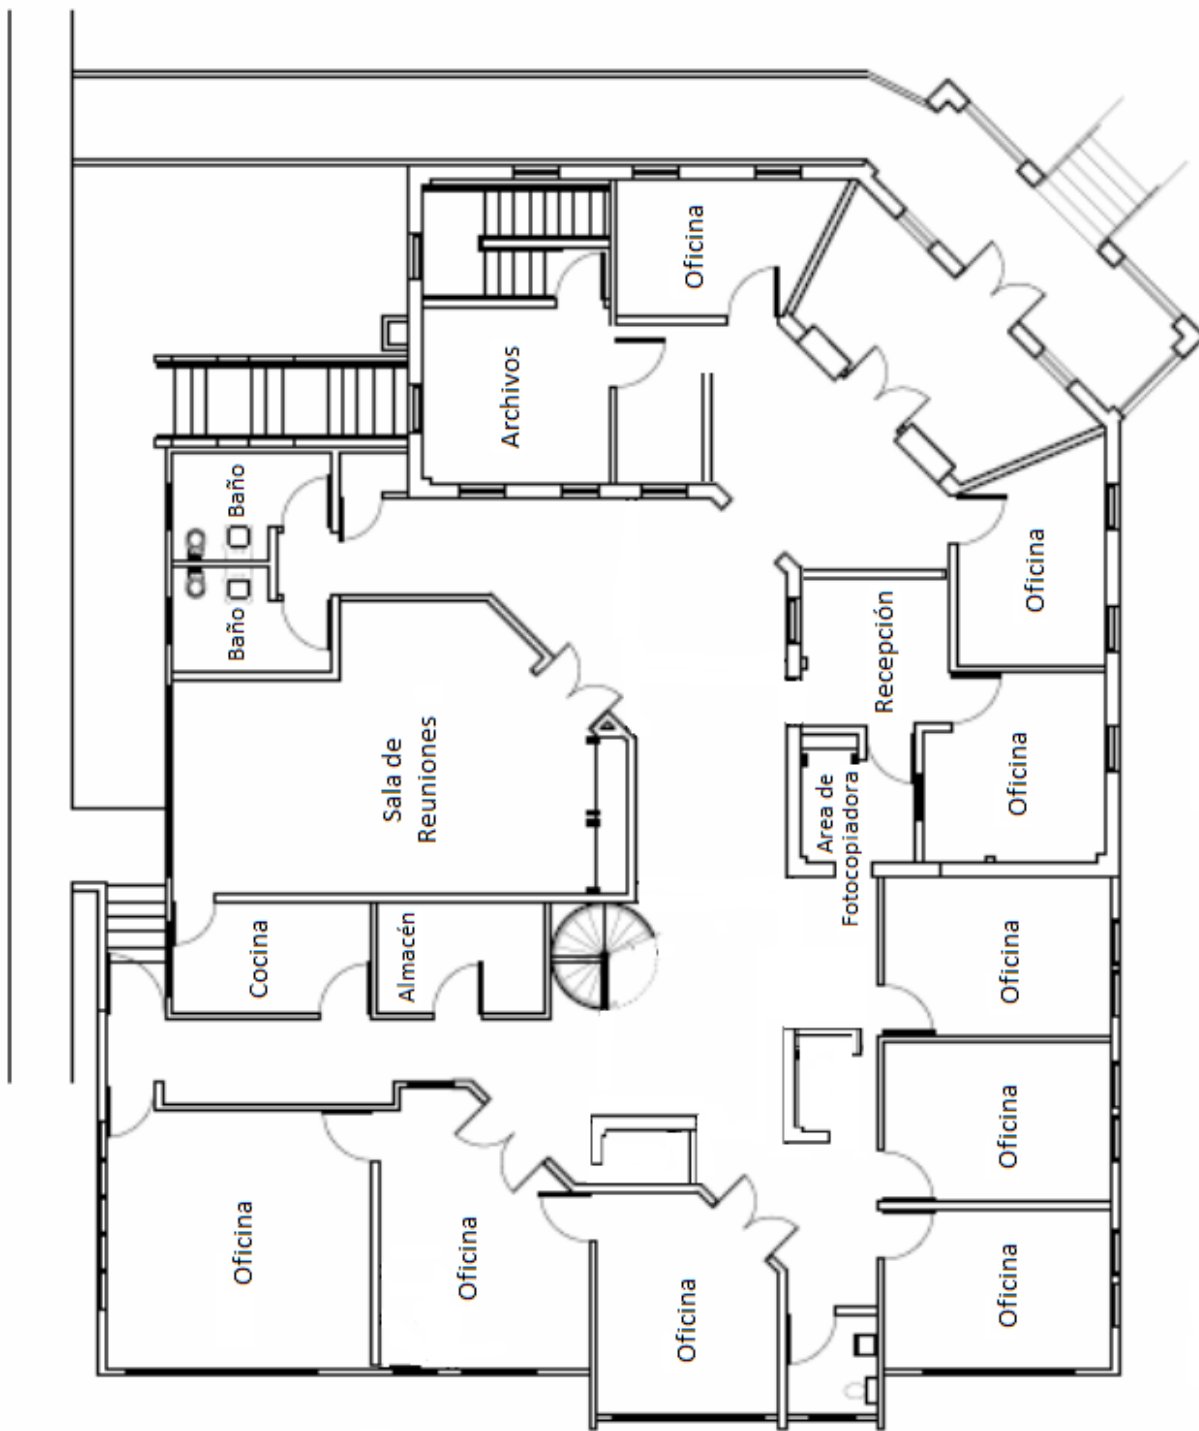 Oficina
Archivos
Baño
Baño
Oficina
Recepción
Sala de
Reuniones
Oficina
Area de
Fotocopiadora
Cocina
Almacén
Oficina
Oficina
Oficina
Oficina
Oficina
Oficina